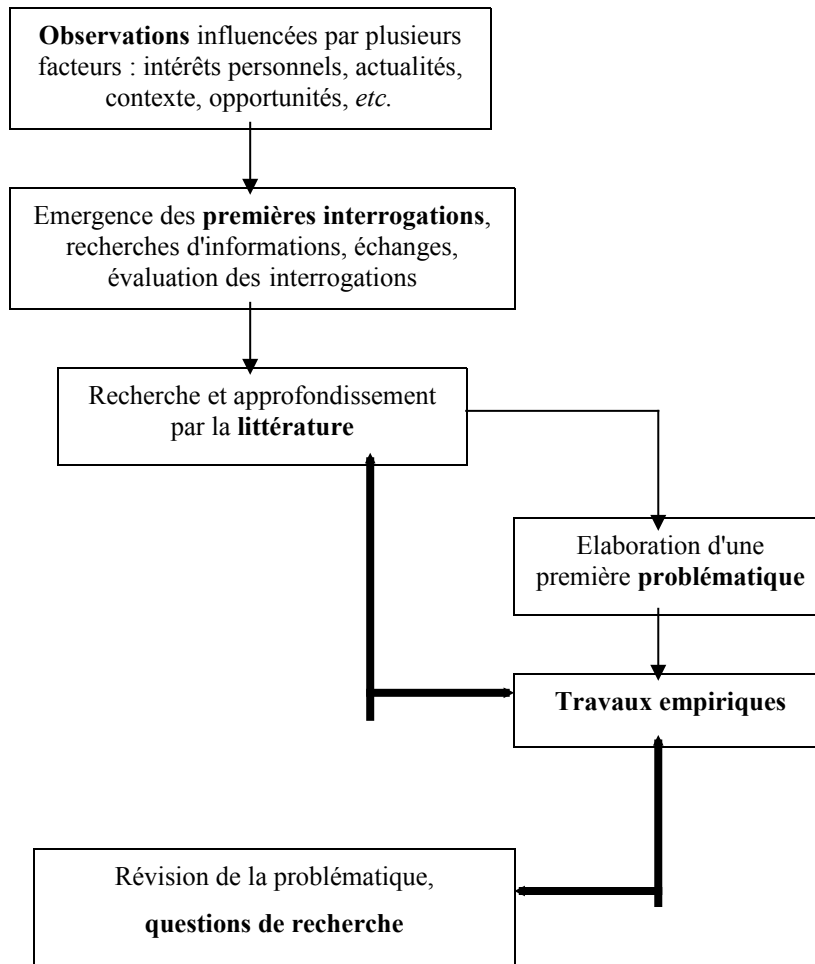 Observations influencées par plusieurs
facteurs : intérêts personnels, actualités,
contexte, opportunités, etc.
Emergence des premières interrogations,
recherches d'informations, échanges,
évaluation des interrogations
Recherche et approfondissement
par la littérature
Elaboration d'une
première problématique
Travaux empiriques
Révision de la problématique,
questions de recherche